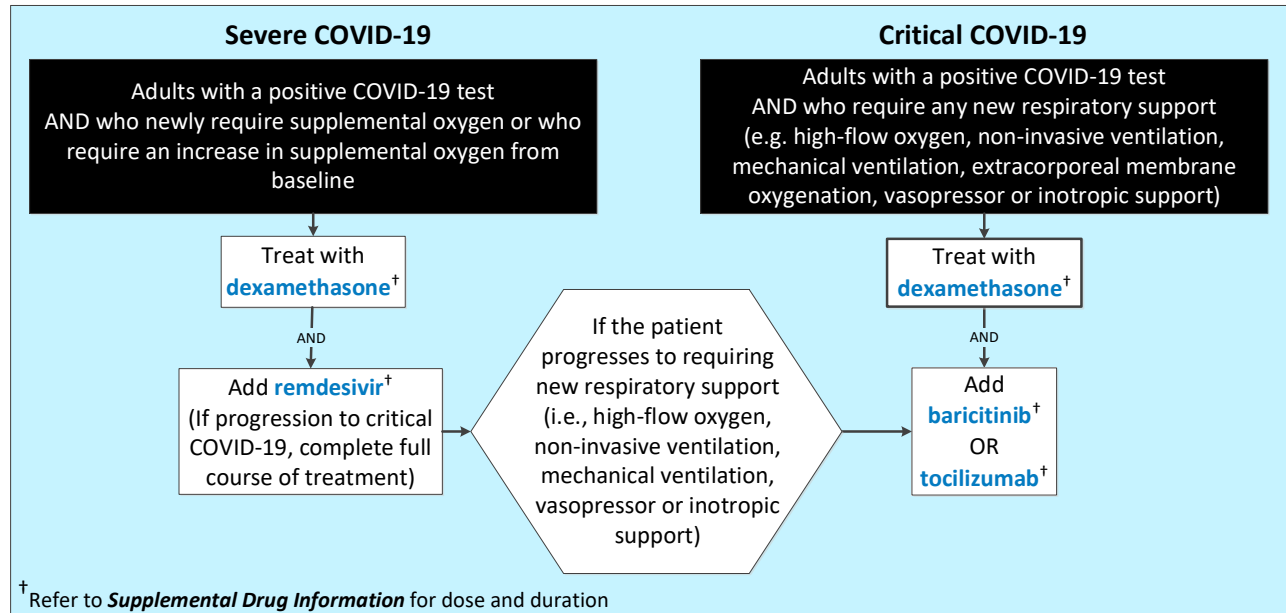 Severe COVID-19
Adults with a positive COVID-19 test
AND who newly require supplemental oxygen or who
require an increase in supplemental oxygen from
baseline
Treat with
dexamethasone†
AND
Add remdesivir†
(If progression to critical
COVID-19, complete full
course of treatment)
If the patient
progresses to requiring
new respiratory support
(i.e., high-flow oxygen,
non-invasive ventilation,
mechanical ventilation,
vasopressor or inotropic
support)
Critical COVID-19
Adults with a positive COVID-19 test
AND who require any new respiratory support
(e.g. high-flow oxygen, non-invasive ventilation,
mechanical ventilation, extracorporeal membrane
oxygenation, vasopressor or inotropic support)
Treat with
dexamethasone†
AND
Add
baricitinib†
OR
tocilizumab†
†Refer to Supplemental Drug Information for dose and duration